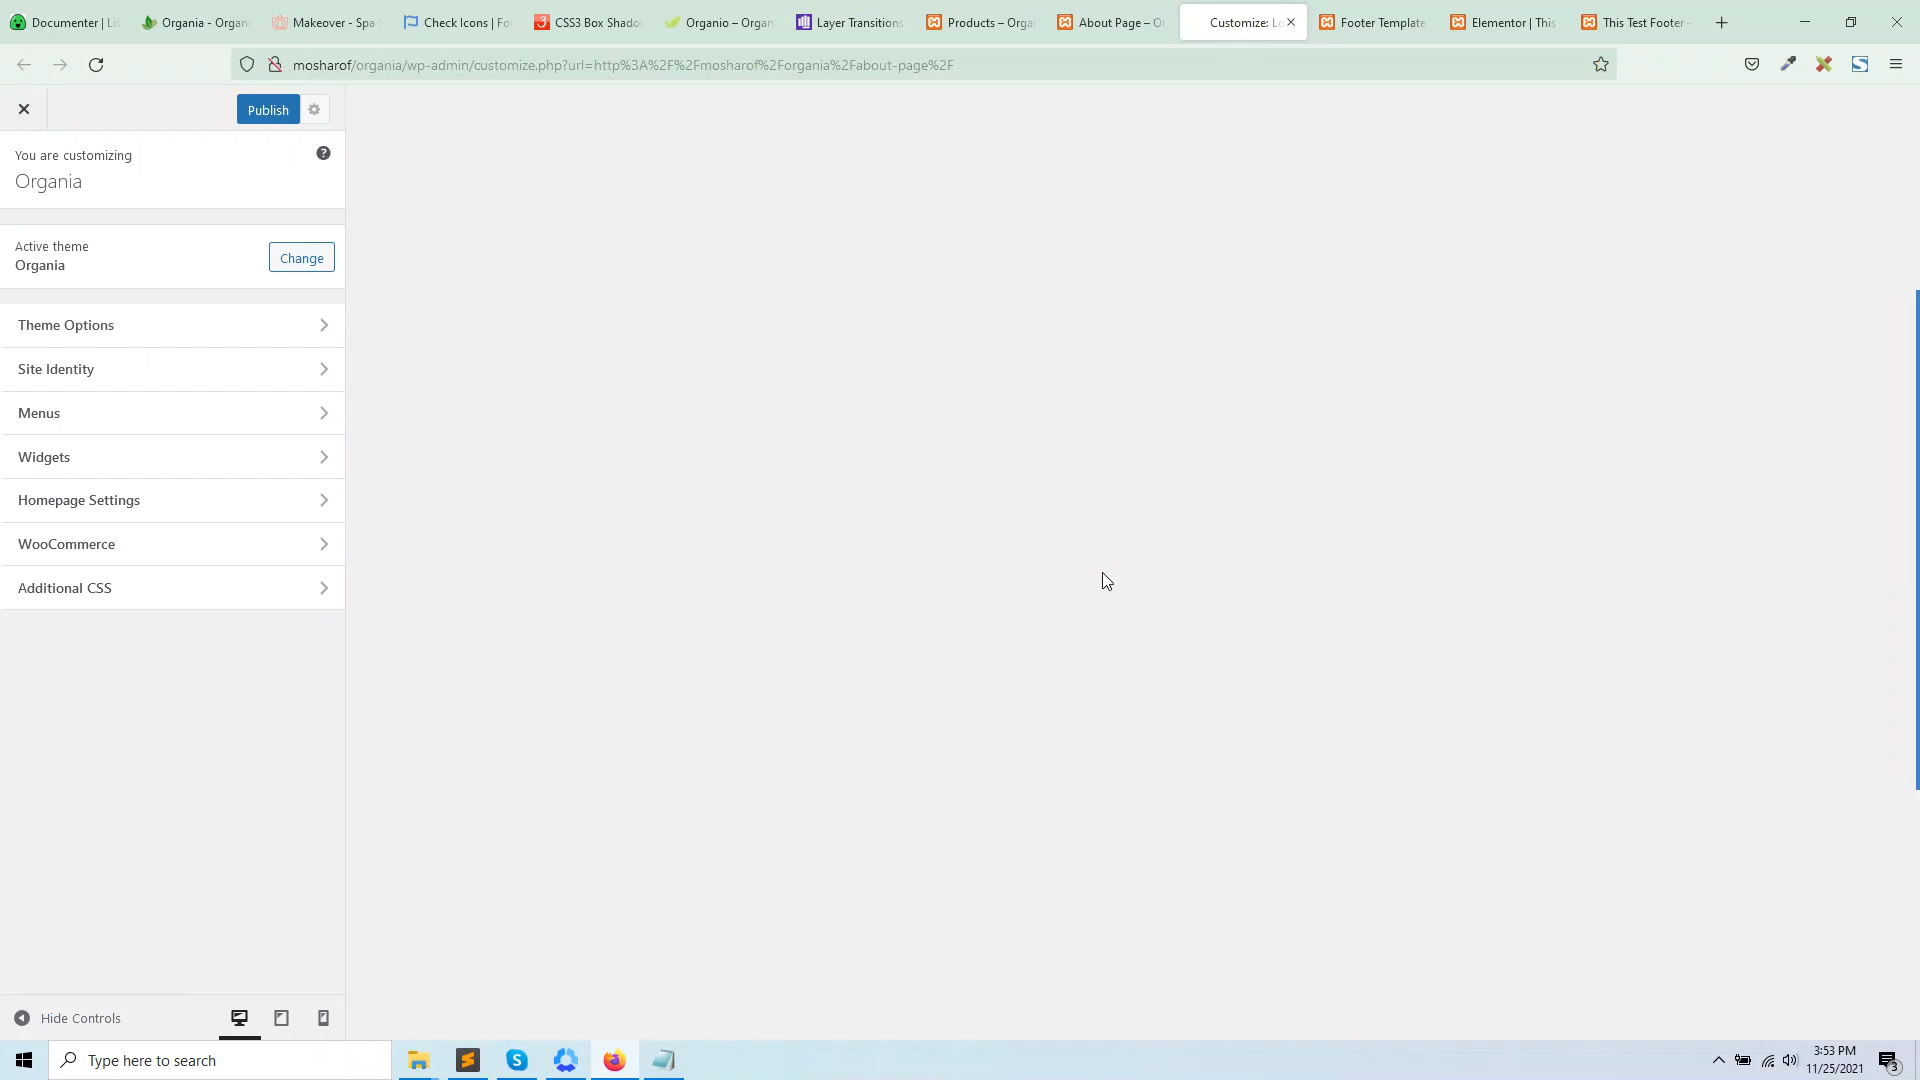 Documenter | Li
Organia - Organ
Makeover - Spa
Check Icons | Fo
CSS3 Box Shado
Organio – Organ
Layer Transitions
Products – Orga
About Page – O
Customize: Lo
Footer Template
Elementor | This
This Test Footer –
mosharof/organia/wp-admin/customize.php?url=http%3A%2F%2Fmosharof%2Forgania%2Fabout-page%2F
Publish
You are customizing
Organia
Active theme
Organia
Change
Theme Options
Site Identity
Menus
Widgets
Homepage Settings
WooCommerce
Additional CSS
Hide Controls
Type here to search
3:53 PM
11/25/2021
3